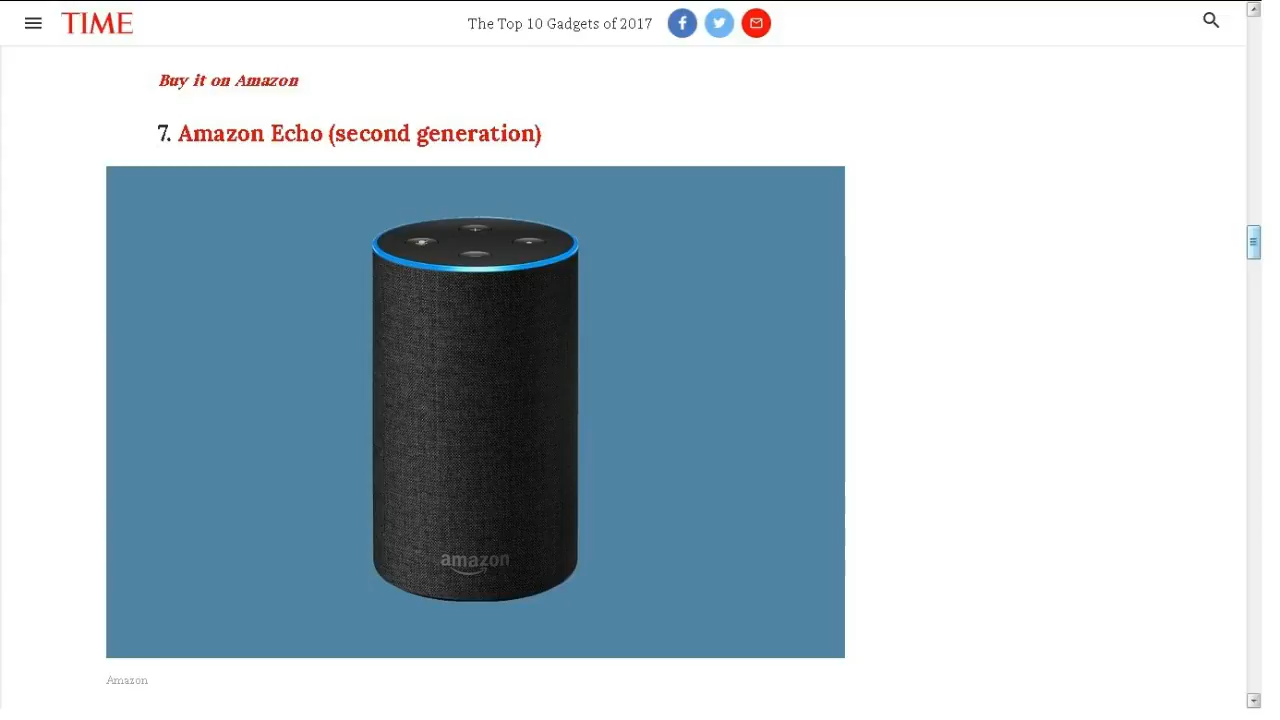 TIME
The Top 10 Gadgets of 2017
Buy it on Amazon
7. Amazon Echo (second generation)
amazon
Amazon